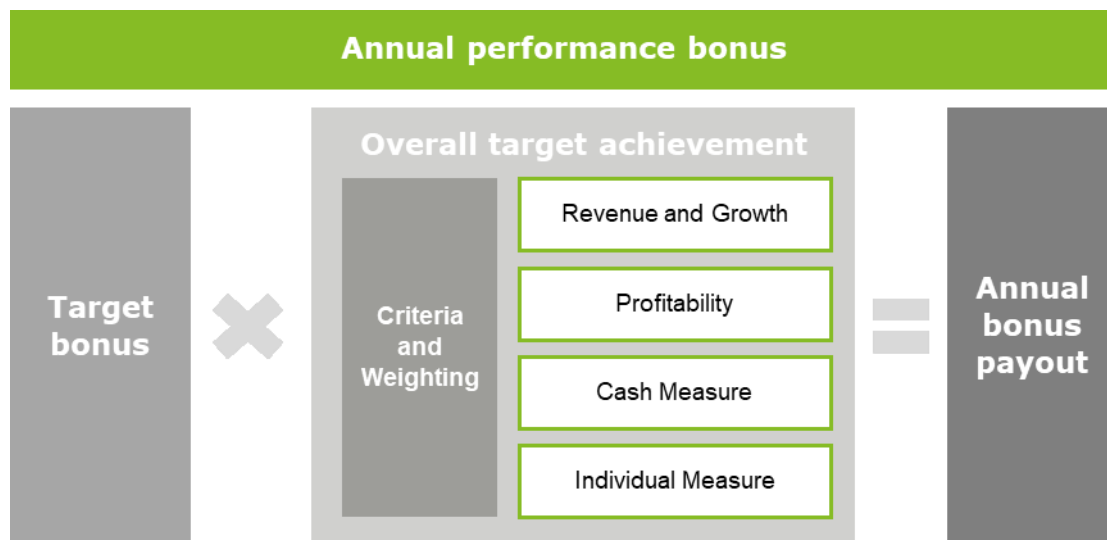 Annual performance bonus
Target
bonus
Overall target achievement
Criteria
and
Weighting
Revenue and Growth
Profitability
Cash Measure
Individual Measure
Annual
bonus
payout